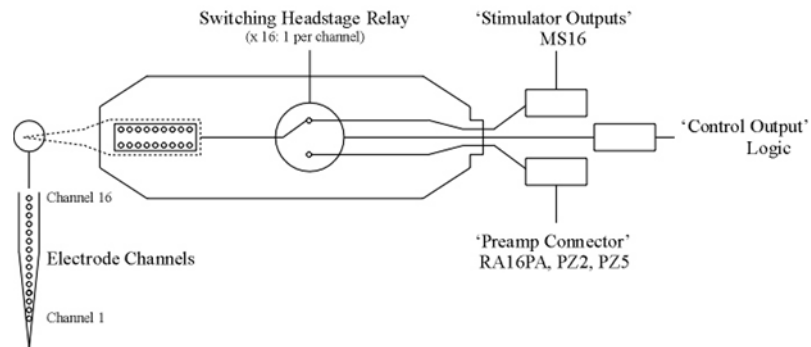 Switching Headstage Relay
(x 16: 1 per channel)
‘Stimulator Outputs’
MS16
‘Control Output’
Logic
Channel 16
Electrode Channels
Channel 1
‘Preamp Connector’
RA16PA, PZ2, PZ5